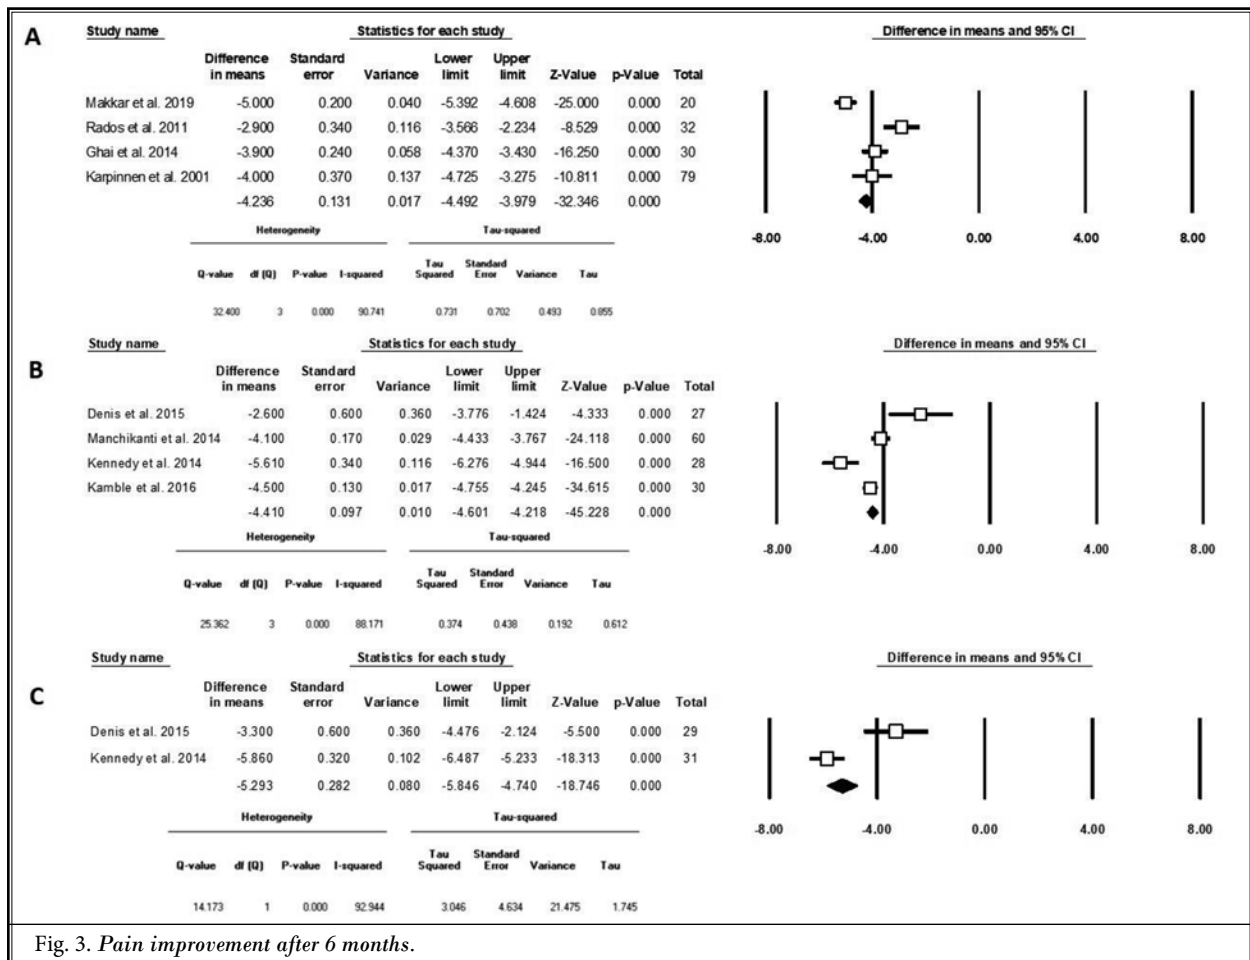 A
Study name Statistics for each study Difference in means and 95% CI
Difference in means Standard error Variance Lower limit Upper limit Z-Value p-Value Total
Makkar et al. 2019 -5.000 0.200 0.040 -5.392 -4.608 -25.000 0.000 20
Rados et al. 2011 -2.900 0.340 0.116 -3.566 -2.234 -8.529 0.000 32
Ghai et al. 2014 -3.900 0.240 0.058 -4.370 -3.430 -16.250 0.000 30
Karpinnen et al. 2001 -4.000 0.370 0.137 -4.725 -3.275 -10.811 0.000 79
-4.236 0.131 0.017 -4.492 -3.979 -32.346 0.000
-8.00 -4.00 0.00 4.00 8.00
Heterogeneity Tau-squared
Q-value df (Q) P-value I-squared Tau Squared Standard Error Variance Tau
32.400 3 0.000 90.741 0.731 0.702 0.493 0.855
B
Study name Statistics for each study Difference in means and 95% CI
Difference in means Standard error Variance Lower limit Upper limit Z-Value p-Value Total
Denis et al. 2015 -2.600 0.600 0.360 -3.776 -1.424 -4.333 0.000 27
Manchikanti et al. 2014 -4.100 0.170 0.029 -4.433 -3.767 -24.118 0.000 60
Kennedy et al. 2014 -5.610 0.340 0.116 -6.276 -4.944 -16.500 0.000 28
Kamble et al. 2016 -4.500 0.130 0.017 -4.755 -4.245 -34.615 0.000 30
-4.410 0.097 0.010 -4.601 -4.218 -45.228 0.000
-8.00 -4.00 0.00 4.00 8.00
Heterogeneity Tau-squared
Q-value df (Q) P-value I-squared Tau Squared Standard Error Variance Tau
25.362 3 0.000 88.171 0.374 0.438 0.192 0.612
C
Study name Statistics for each study Difference in means and 95% CI
Difference in means Standard error Variance Lower limit Upper limit Z-Value p-Value Total
Denis et al. 2015 -3.300 0.600 0.360 -4.476 -2.124 -5.500 0.000 29
Kennedy et al. 2014 -5.860 0.320 0.102 -6.487 -5.233 -18.313 0.000 31
-5.293 0.282 0.080 -5.846 -4.740 -18.746 0.000
-8.00 -4.00 0.00 4.00 8.00
Heterogeneity Tau-squared
Q-value df (Q) P-value I-squared Tau Squared Standard Error Variance Tau
14.173 1 0.000 92.944 3.046 4.634 21.475 1.745
Fig. 3. Pain improvement after 6 months.